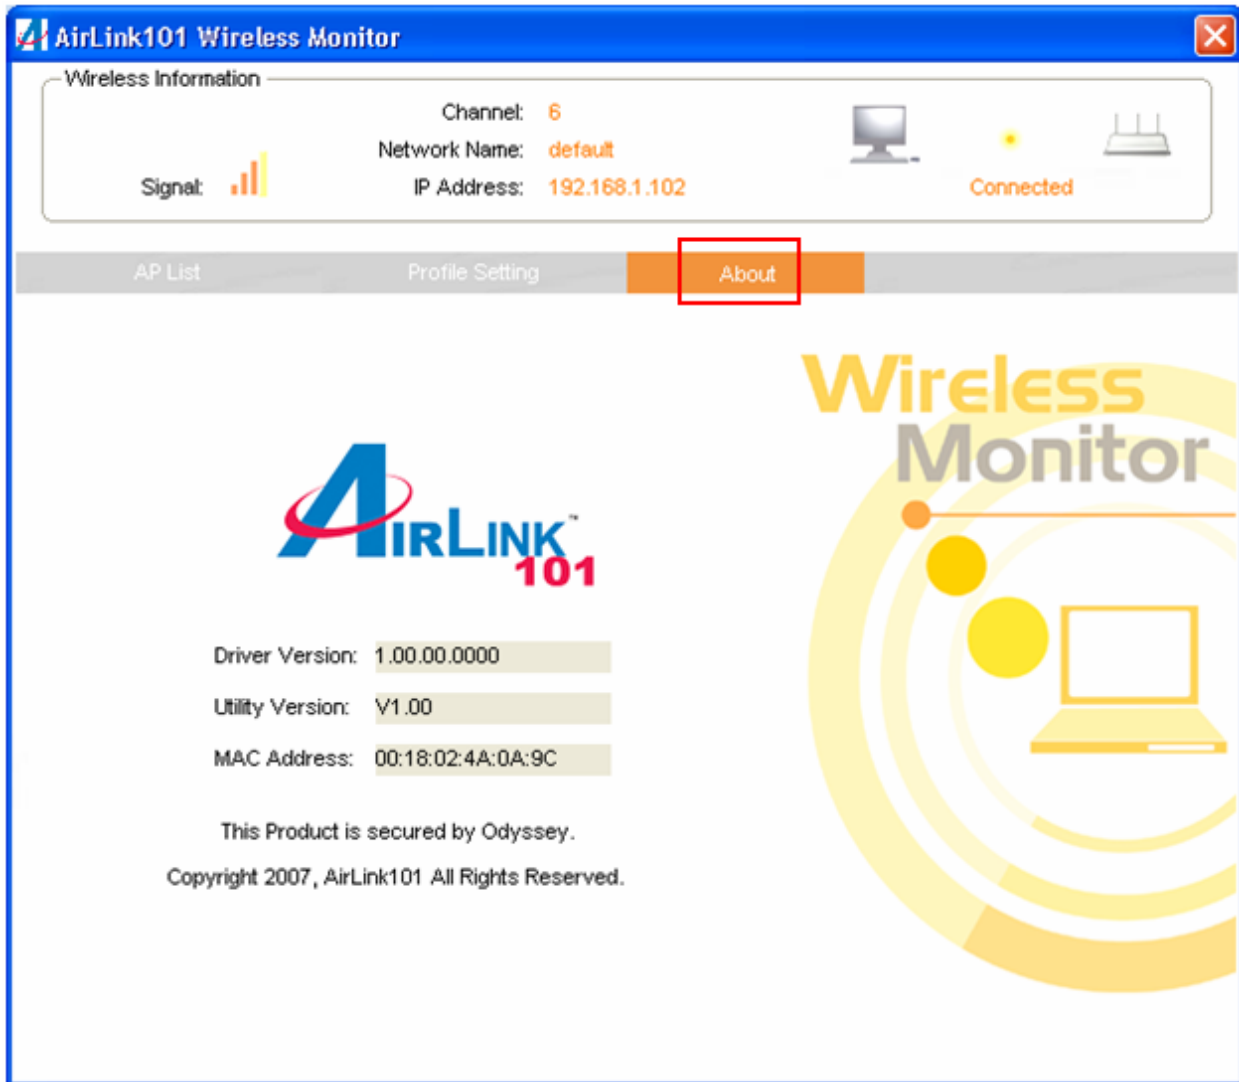 AirLink101 Wireless Monitor
Wireless Information
Channel: 6
Network Name: default
Signal: IP Address: 192.168.1.102 Connected
AP List Profile Setting About
Wireless
Monitor
AIRLINK™
101
Driver Version: 1.00.00.0000
Utility Version: V1.00
MAC Address: 00:18:02:4A:0A:9C
This Product is secured by Odyssey.
Copyright 2007, AirLink101 All Rights Reserved.